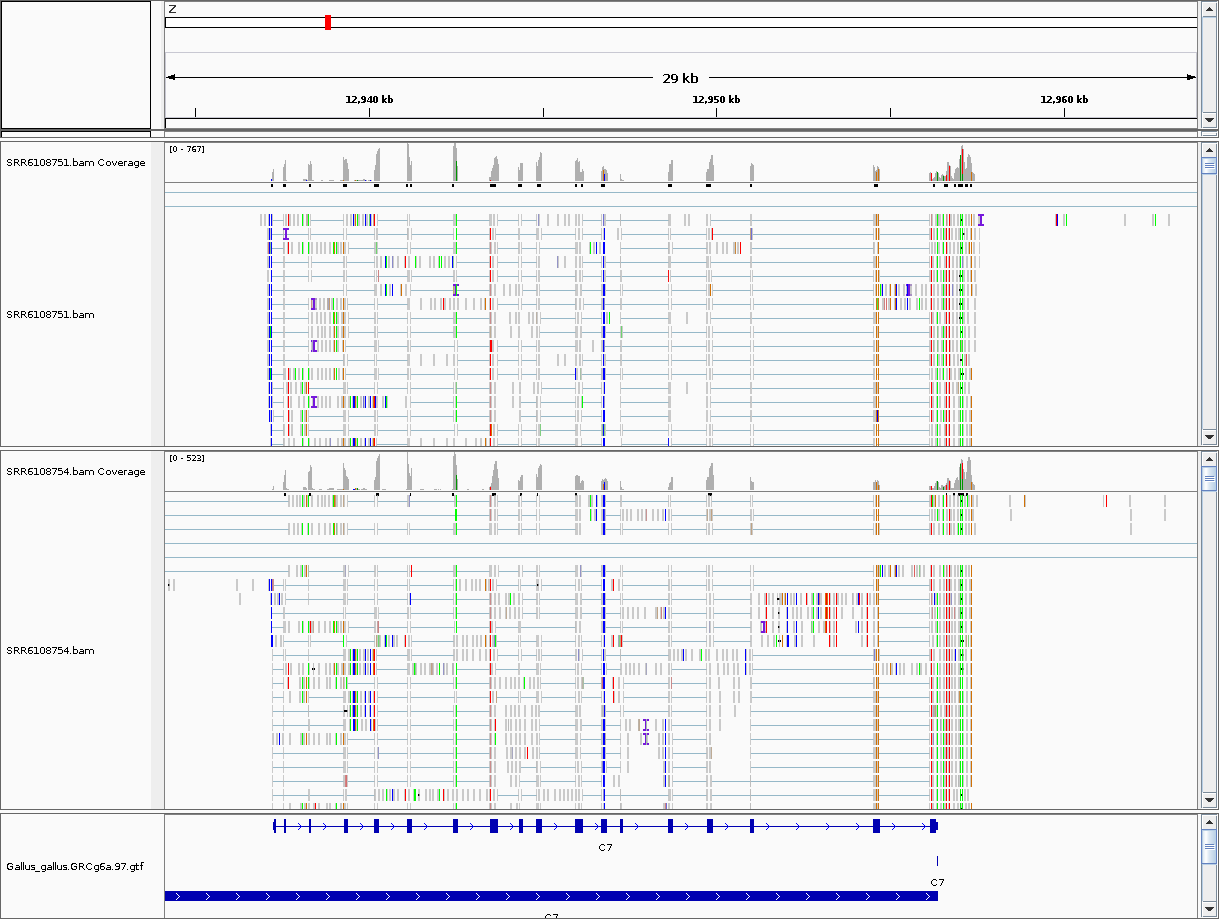 Z
29 kb
12,940 kb 12,950 kb 12,960 kb
SRR6108751.bam Coverage
[0 - 767]
SRR6108751.bam
SRR6108754.bam Coverage
[0 - 523]
SRR6108754.bam
C7
Gallus_gallus.GRCg6a.97.gtf
C7
C7